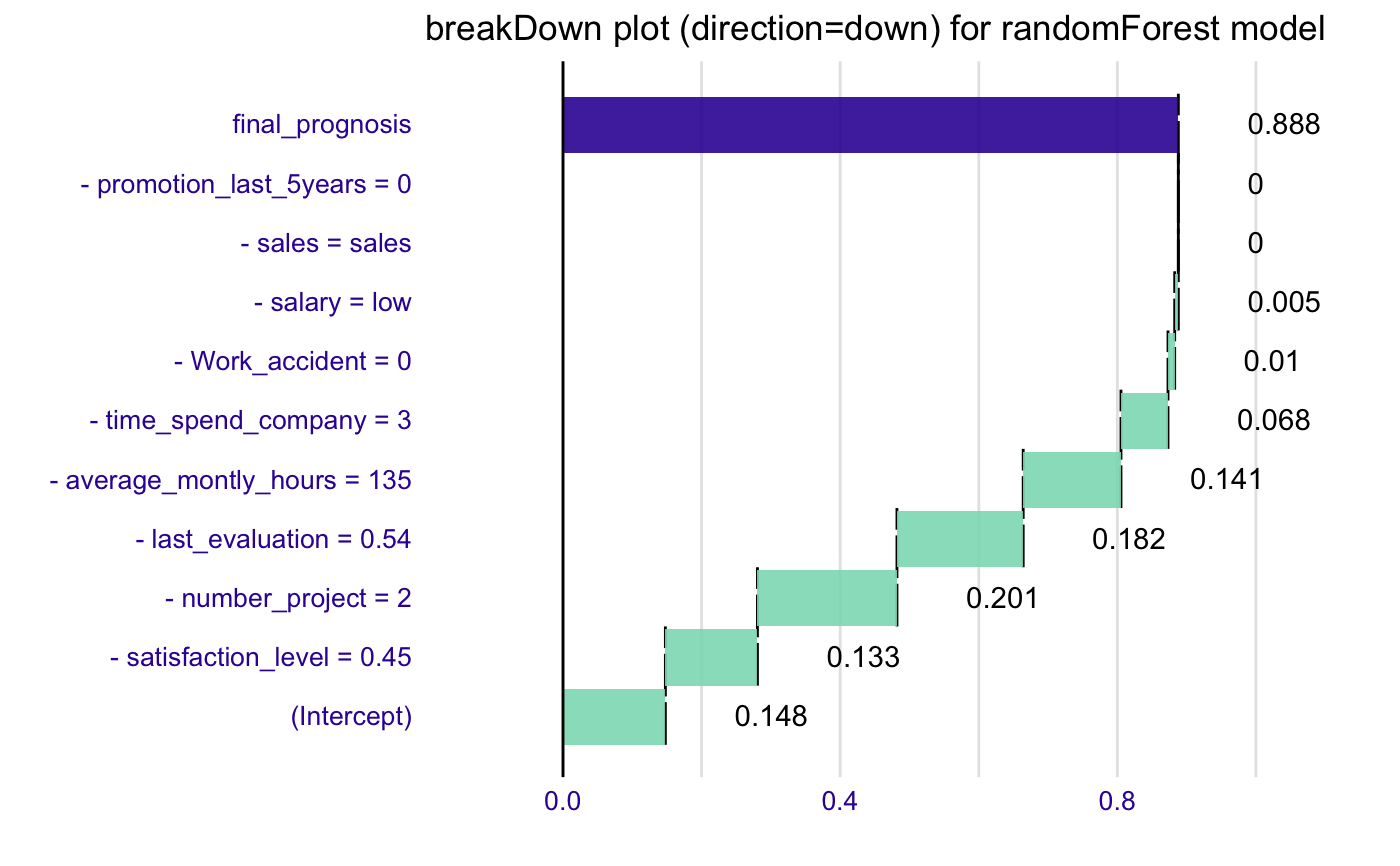 breakDown plot (direction=down) for randomForest model
final_prognosis 0.888
- promotion_last_5years = 0 0
- sales = sales 0
- salary = low 0.005
- Work_accident = 0 0.01
- time_spend_company = 3 0.068
- average_montly_hours = 135 0.141
- last_evaluation = 0.54 0.182
- number_project = 2 0.201
- satisfaction_level = 0.45 0.133
(Intercept) 0.148
0.0 0.4 0.8